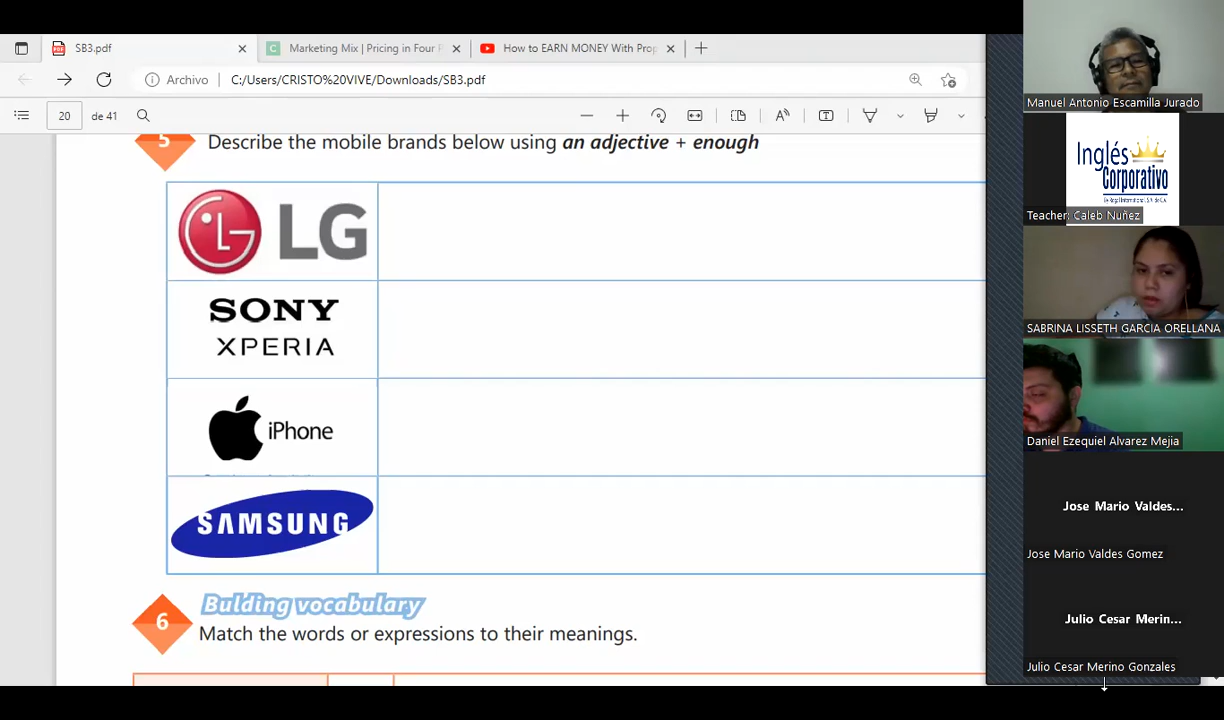 SB3.pdf
Marketing Mix | Pricing in Four P
How to EARN MONEY With Prop
Archivo
C:/Users/CRISTO%20VIVE/Downloads/SB3.pdf
20
de 41
5
Describe the mobile brands below using an adjective + enough
LG
LG
SONY
XPERIA
iPhone
SAMSUNG
6
Bulding vocabulary
Match the words or expressions to their meanings.
Manuel Antonio Escamilla Jurado
Inglés
Corporativo
Teacher: Caleb Nuñez
SABRINA LISSETH GARCIA ORELLANA
Daniel Ezequiel Alvarez Mejia
Jose Mario Valdes...
Jose Mario Valdes Gomez
Julio Cesar Merin...
Julio Cesar Merino Gonzales